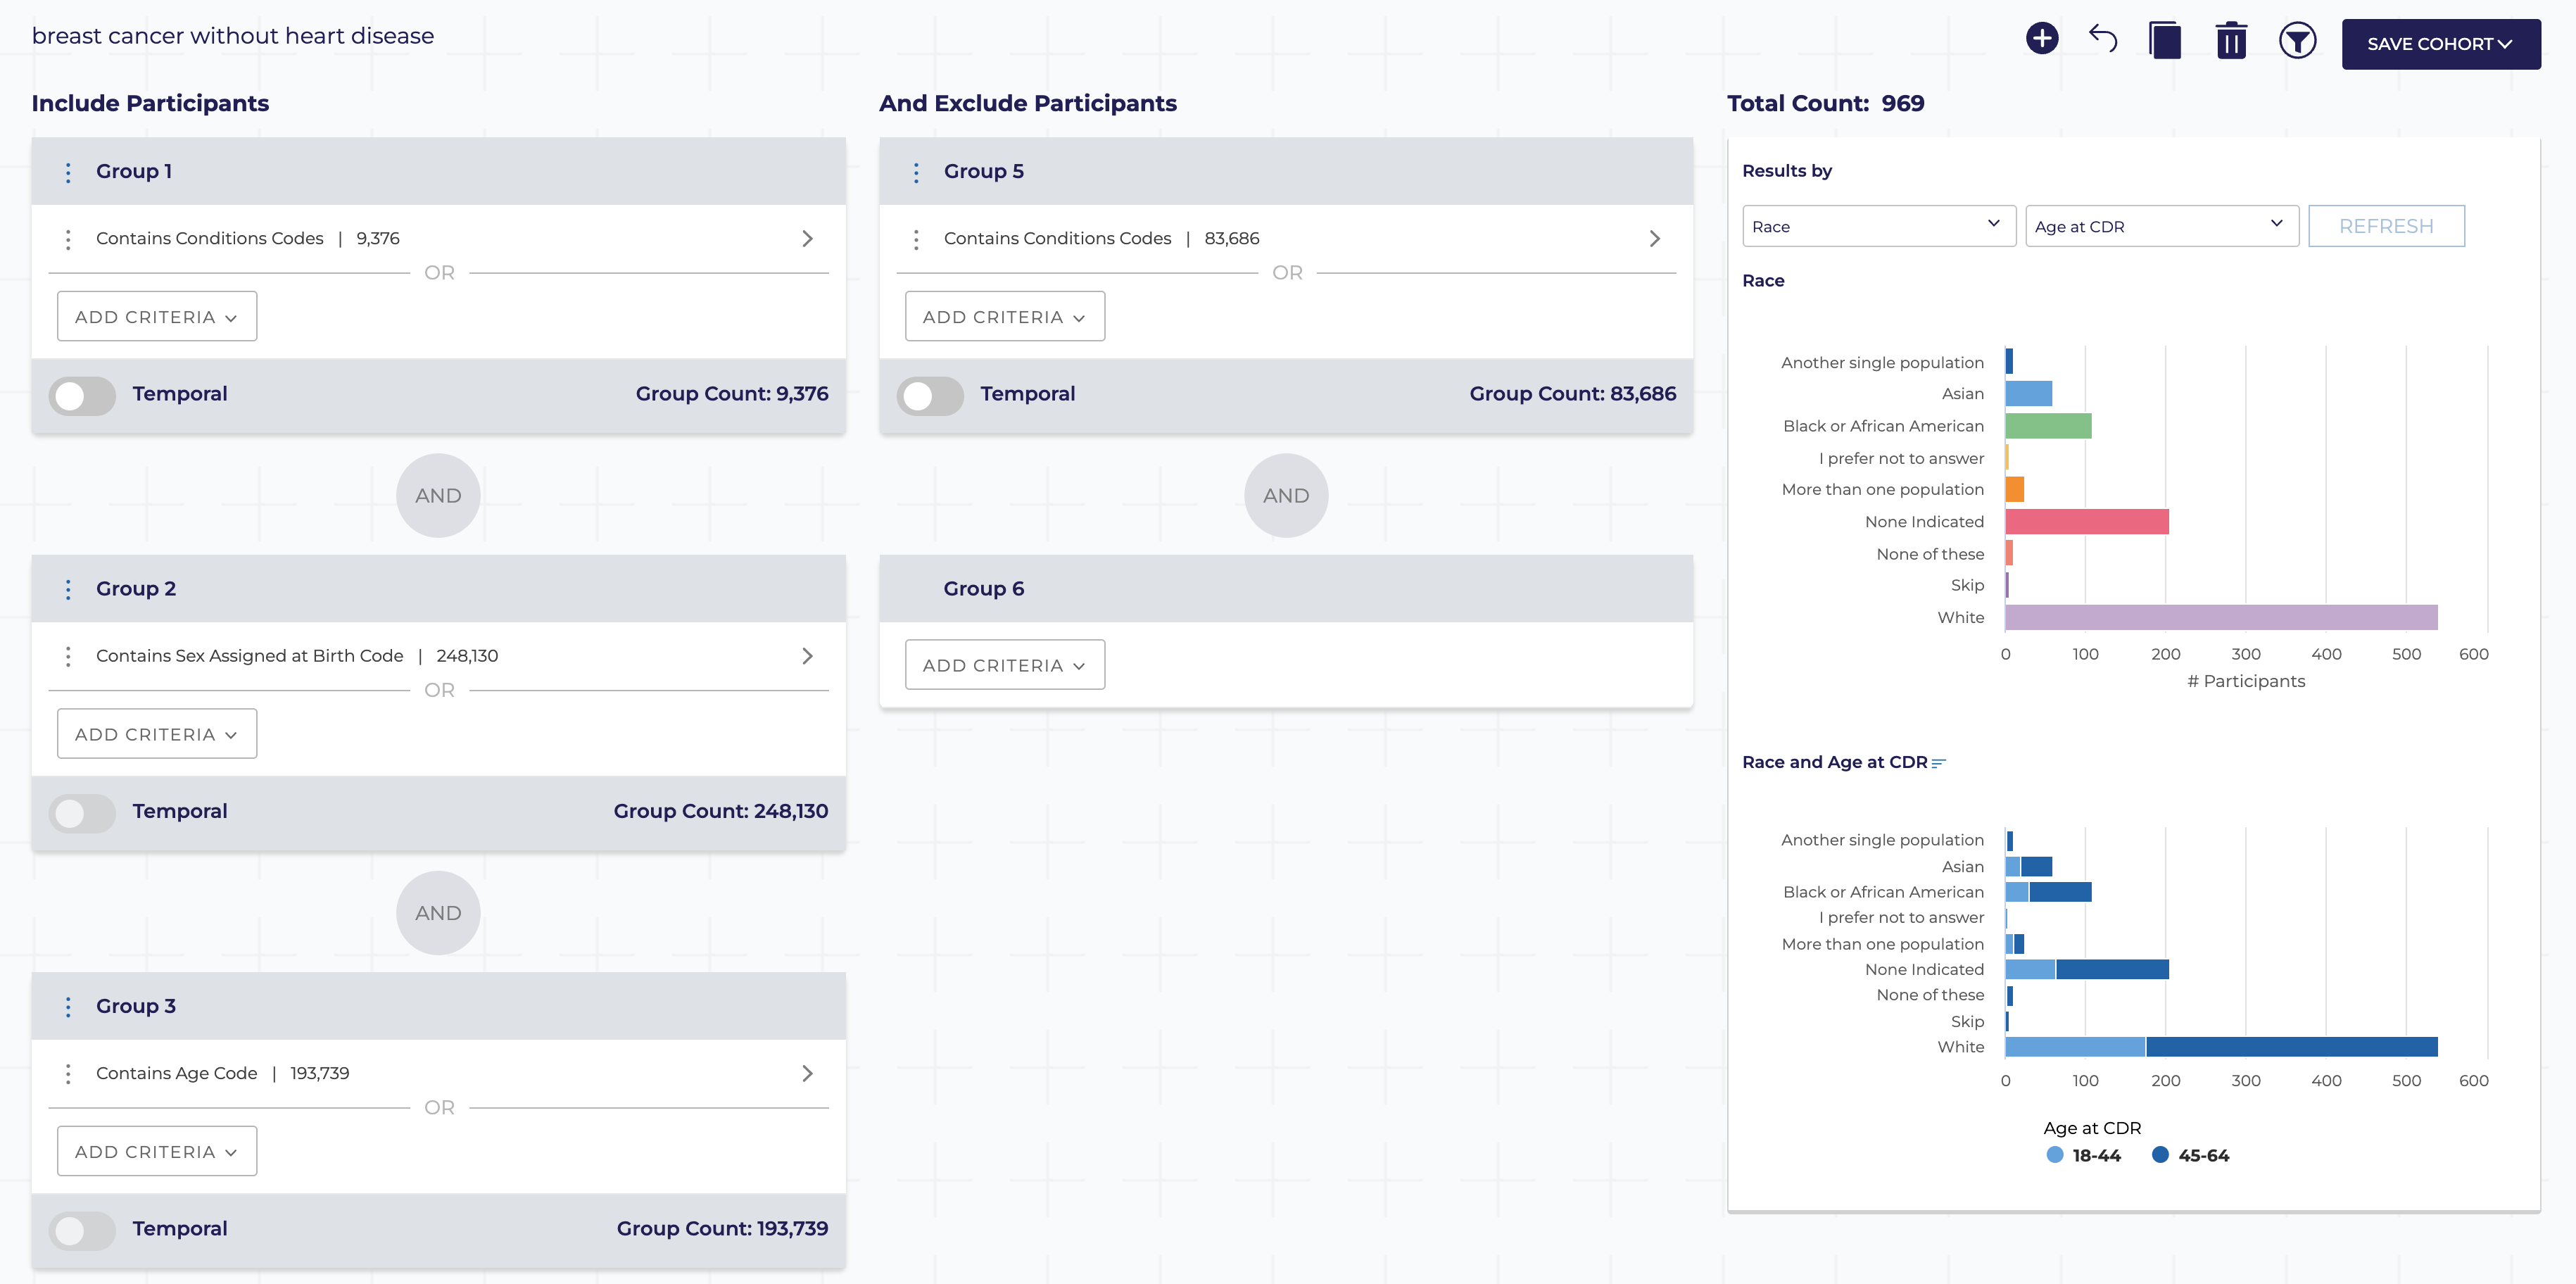 breast cancer without heart disease
SAVE COHORT
Include Participants
Group 1
Contains Conditions Codes | 9,376
OR
ADD CRITERIA
Temporal Group Count: 9,376
AND
Group 2
Contains Sex Assigned at Birth Code | 248,130
OR
ADD CRITERIA
Temporal Group Count: 248,130
AND
Group 3
Contains Age Code | 193,739
OR
ADD CRITERIA
Temporal Group Count: 193,739
And Exclude Participants
Group 5
Contains Conditions Codes | 83,686
OR
ADD CRITERIA
Temporal Group Count: 83,686
AND
Group 6
ADD CRITERIA
Total Count: 969
Results by
Race Age at CDR REFRESH
Race
Another single population
Asian
Black or African American
I prefer not to answer
More than one population
None Indicated
None of these
Skip
White
0 100 200 300 400 500 600
# Participants
Race and Age at CDR
Another single population
Asian
Black or African American
I prefer not to answer
More than one population
None Indicated
None of these
Skip
White
0 100 200 300 400 500 600
Age at CDR
18-44 45-64